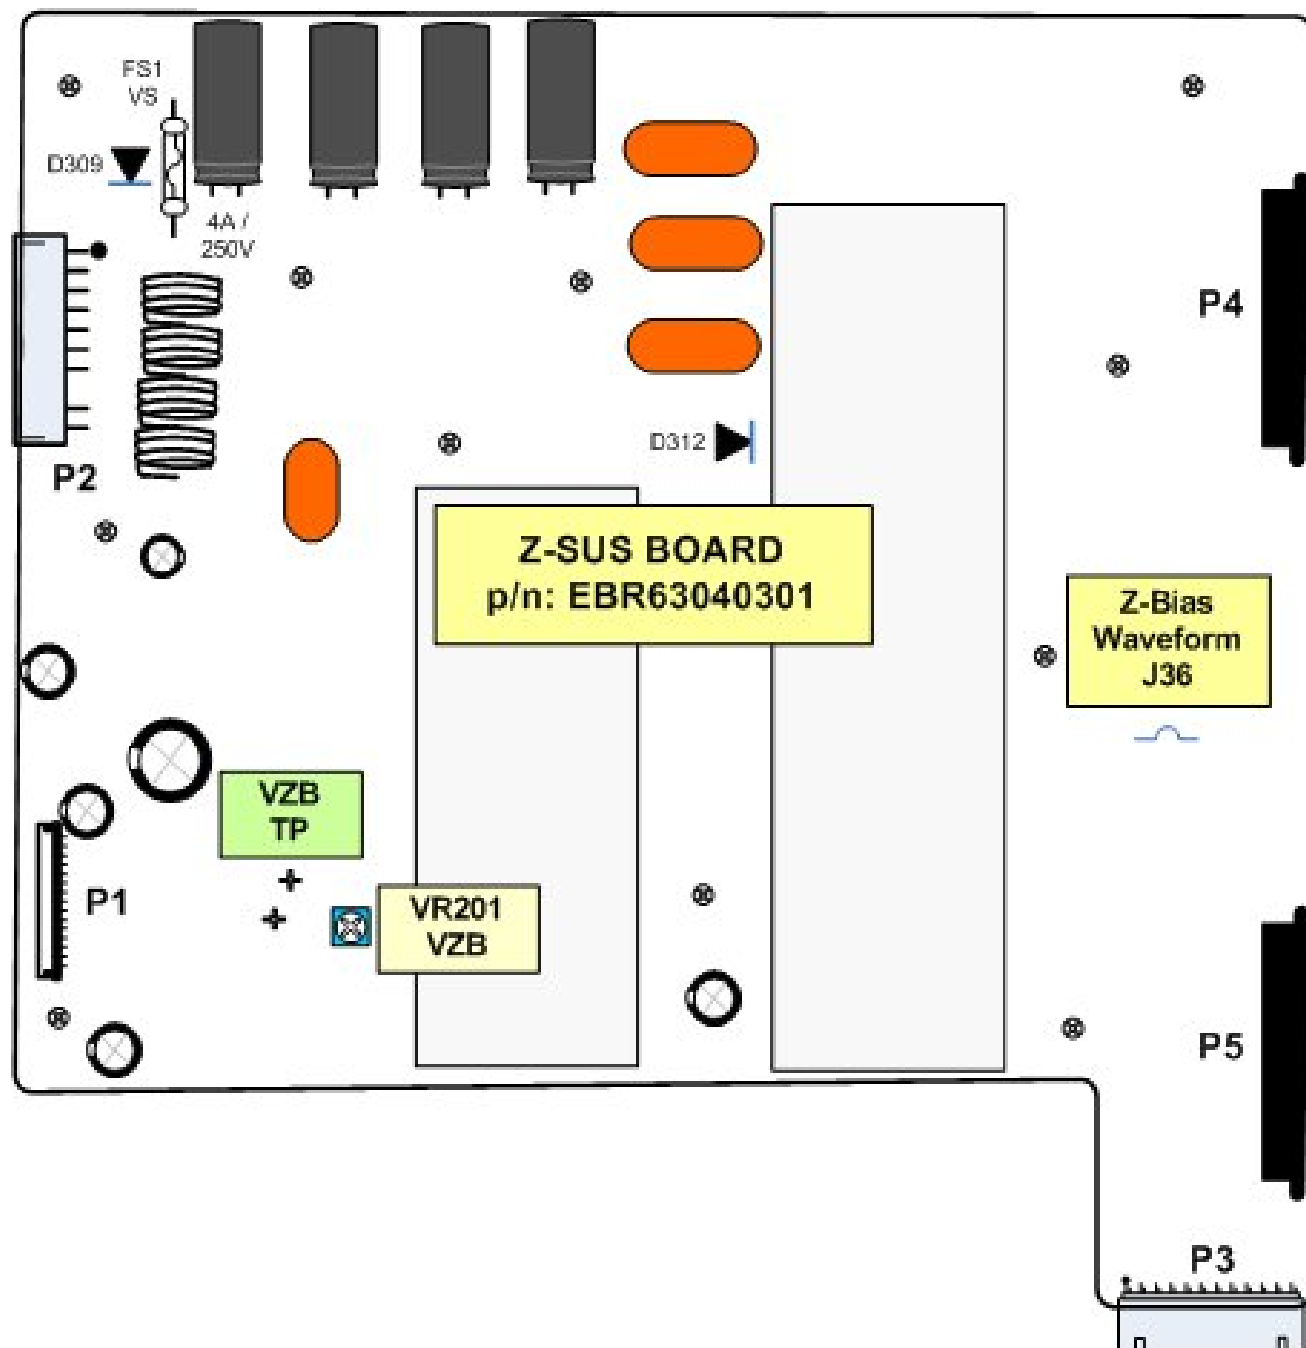 FS1
VS
D309
4A /
250V
P4
D312
P2
Z-SUS BOARD
p/n: EBR63040301
Z-Bias
Waveform
J36
VZB
TP
P1
VR201
VZB
P5
P3